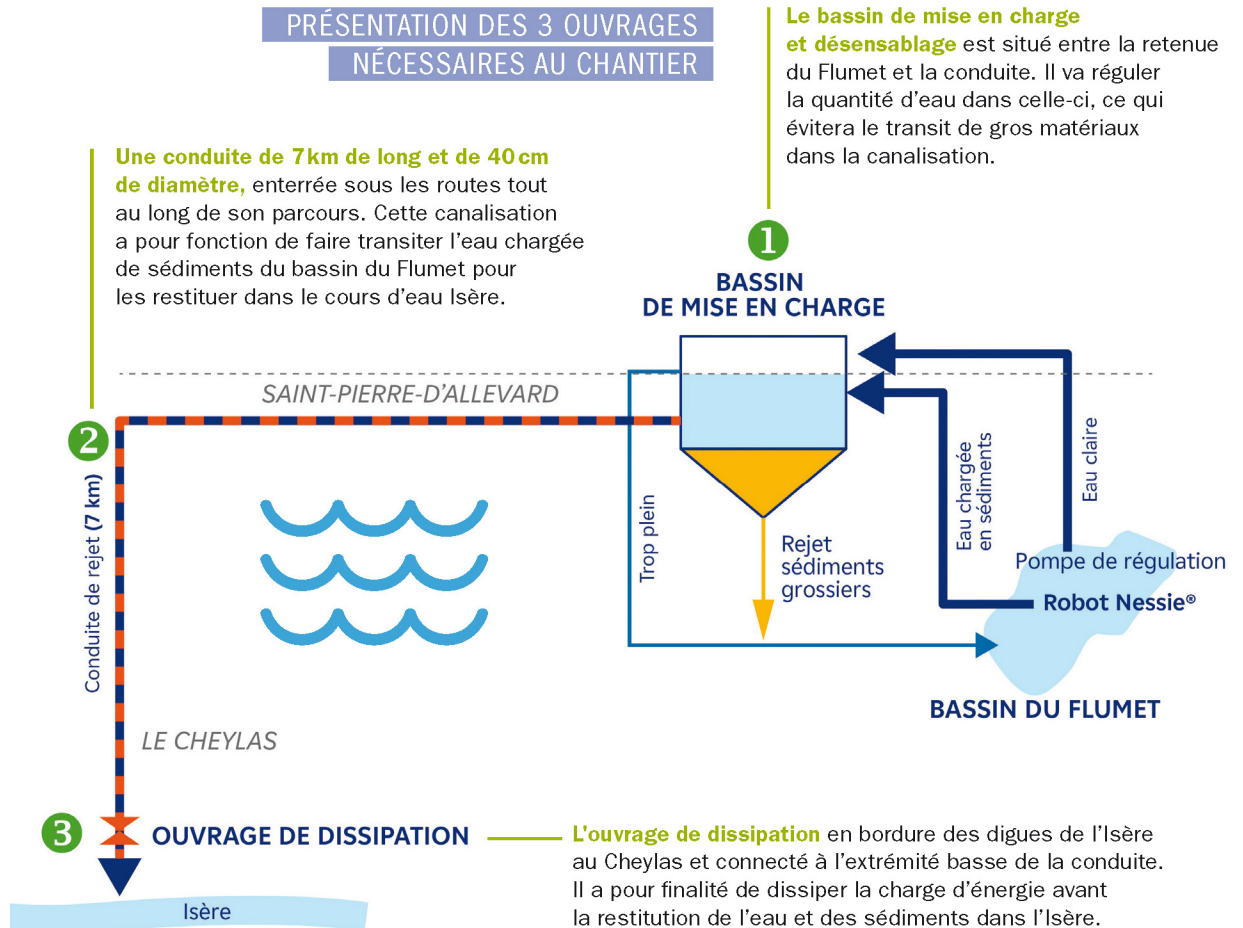 PRÉSENTATION DES 3 OUVRAGES
NÉCESSAIRES AU CHANTIER
Le bassin de mise en charge
et désensablage est situé entre la retenue
du Flumet et la conduite. Il va réguler
la quantité d'eau dans celle-ci, ce qui
évitera le transit de gros matériaux
dans la canalisation.
Une conduite de 7 km de long et de 40 cm
de diamètre, enterrée sous les routes tout
au long de son parcours. Cette canalisation
a pour fonction de faire transiter l'eau chargée
de sédiments du bassin du Flumet pour
les restituer dans le cours d'eau Isère.
1
BASSIN
DE MISE EN CHARGE
SAINT-PIERRE-D'ALLEVARD
2
Conduite de rejet (7 km)
Trop plein
Rejet
sédiments
grossiers
Eau chargée
en sédiments
Eau claire
Pompe de régulation
Robot Nessie®
BASSIN DU FLUMET
LE CHEYLAS
3
OUVRAGE DE DISSIPATION
L'ouvrage de dissipation en bordure des digues de l'Isère
au Cheylas et connecté à l'extrémité basse de la conduite.
Il a pour finalité de dissiper la charge d'énergie avant
la restitution de l'eau et des sédiments dans l'Isère.
Isère